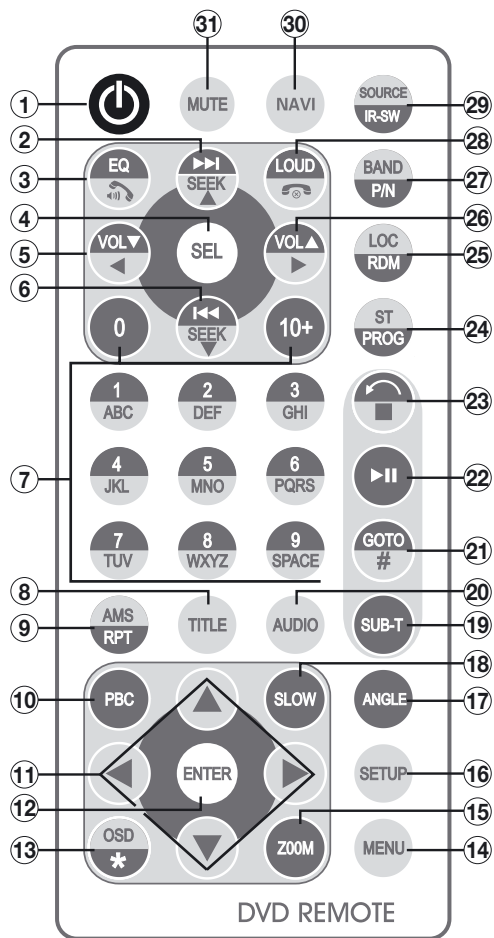 31 30
1 MUTE NAVI SOURCE 29
IR-SW
2 28
3 EQ SEEK LOUD BAND 27
P/N
4 26
5 VOL SEL VOL LOC 25
RDM
6 ST 24
0 SEEK 10+ PROG
1 2 3 23
ABC DEF GHI
7 4 5 6 22
JKL MNO PQRS
7 8 9 GOTO 21
TUV WXYZ SPACE #
8 20
9 AMS TITLE AUDIO SUB-T 19
RPT
18
10 PBC SLOW ANGLE 17
11 ENTER SETUP 16
12 15
13 OSD ZOOM MENU 14
*
DVD REMOTE